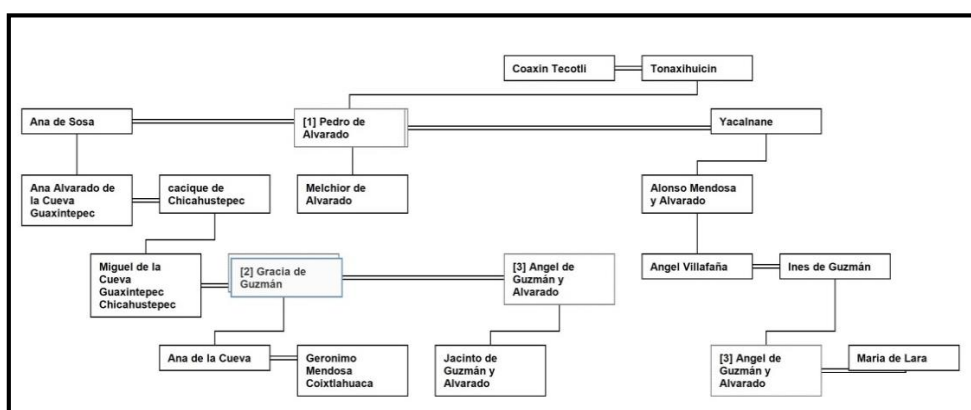 Coaxin Tecotli
Tonaxihuicin
Ana de Sosa
[1] Pedro de
Alvarado
Yacalnane
Ana Alvarado de
la Cueva
Guaxintepec
cacique de
Chicahustepec
Melchior de
Alvarado
Alonso Mendosa
y Alvarado
Miguel de la
Cueva
Guaxintepec
Chicahustepec
[2] Gracia de
Guzmán
[3] Angel de
Guzmán y
Alvarado
Angel Villafaña
Ines de Guzmán
Ana de la Cueva
Geronimo
Mendosa
Coixtlahuaca
Jacinto de
Guzmán y
Alvarado
[3] Angel de
Guzmán y
Alvarado
Maria de Lara